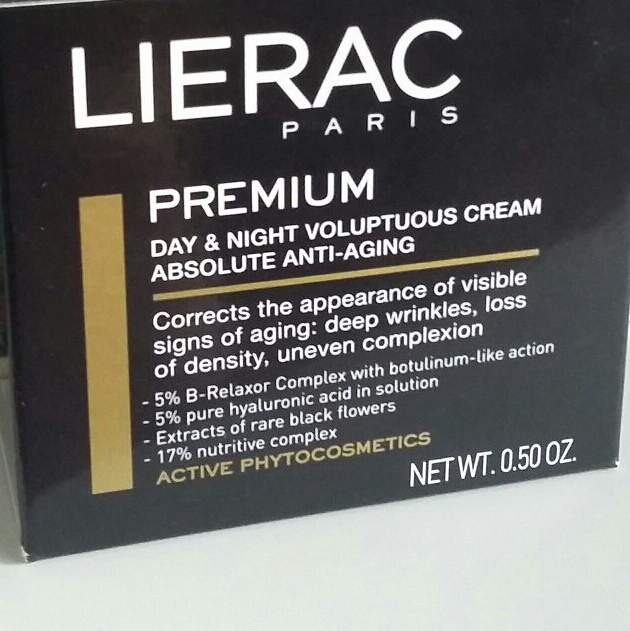 LIERAC
PARIS
PREMIUM
DAY & NIGHT VOLUPTUOUS CREAM
ABSOLUTE ANTI-AGING
Corrects the appearance of visible
signs of aging: deep wrinkles, loss
of density, uneven complexion
- 5% B-Relaxor Complex with botulinum-like action
- 5% pure hyaluronic acid in solution
- Extracts of rare black flowers
- 17% nutritive complex
ACTIVE PHYTOCOSMETICS
NET WT. 0.50 OZ.